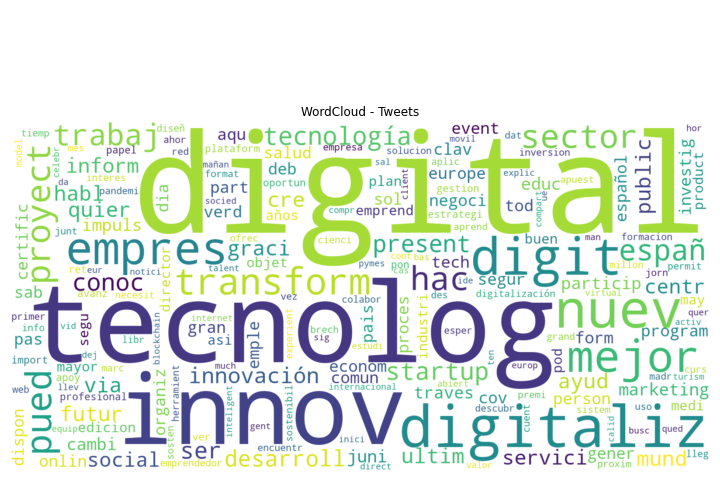 WordCloud - Tweets
digital
tecnolog
innov
digitaliz
digit
nuev
mejor
empres
transform
hac
sector
españ
trabaj
proyect
tecnología
present
pued
startup
desarroll
servici
mund
innovación
conoc
public
centr
ayud
marketing
social
ser
via
futur
cambi
ultim
juni
person
gener
program
particip
educ
investig
product
español
europe
negoci
emprend
event
clav
plan
sol
tod
buen
tech
segur
form
industri
proces
pais
econom
comun
traves
cov
medi
may
salud
deb
cre
años
part
verd
aqu
dia
graci
objet
director
gran
asi
emple
organiz
edicion
onlin
dispon
mayor
segu
pas
sab
impuls
quier
habl
inform
certific
tiemp
model
celebr
mes
papel
interes
da
pandemi
junt
ahor
red
diseñ
plataform
mañan
format
oportun
socied
ofrec
cienci
empresa
sal
compr
client
solucion
aplic
gestion
estrategi
aprend
movil
dat
inversion
explic
apuest
compart
ue
formacion
hor
man
millon
permit
jorn
virtual
quer
activ
digitalización
ide
des
bas
conf
cas
pymes
colabor
esper
pod
ten
europ
grand
curs
madr
turism
sistem
uso
premi
abiert
internacional
estudi
brech
sig
vez
internet
experient
talent
notici
ret
eur
avanz
necesit
primer
info
vid
dej
libr
blockchain
import
apoy
marc
web
llev
profesional
equip
emprendedor
sosten
herramient
ver
inteligent
much
gent
sostenibil
encuentr
inici
direct
valor
descubr
cuent
proxim
calid
busc
qued
lleg